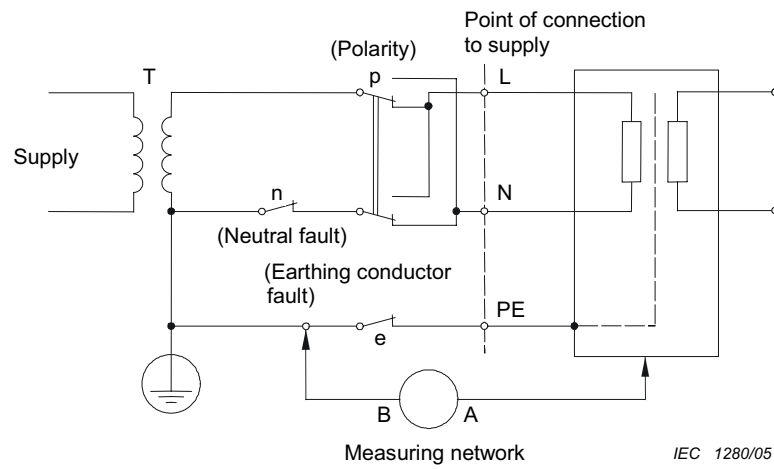 Point of connection
to supply
(Polarity)
T
p
L
Supply
n
N
(Neutral fault)
(Earthing conductor
fault)
PE
e
B
A
Measuring network
IEC 1280/05